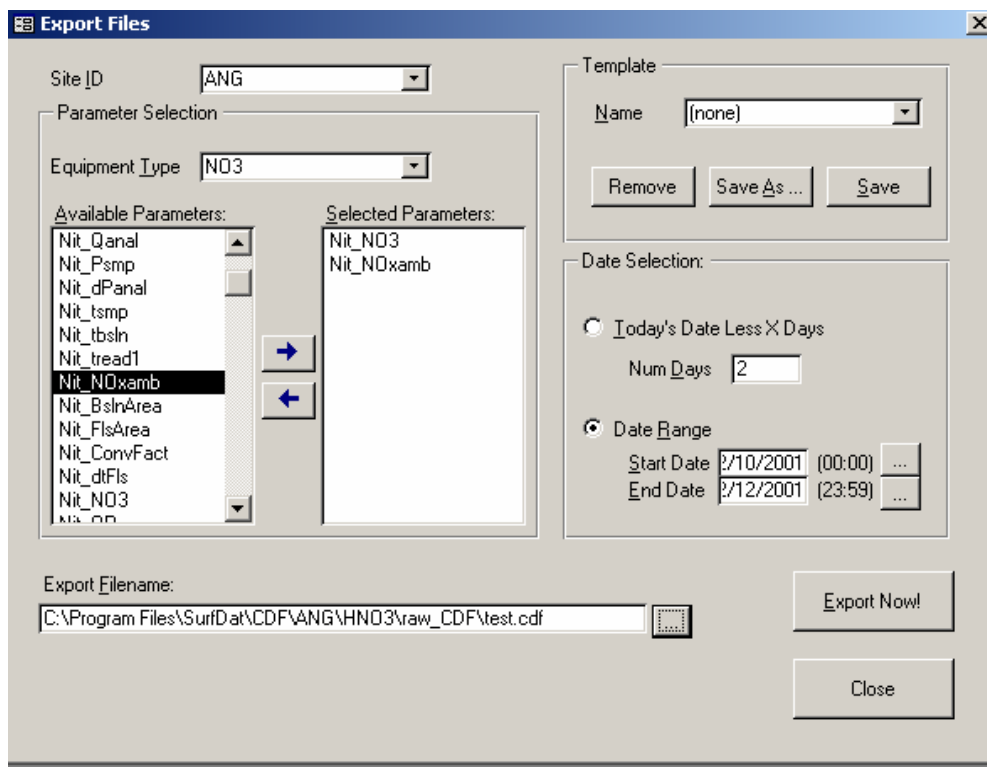 Export Files
Site ID ANG
Parameter Selection
Equipment Type NO3
Available Parameters:
Nit_Qanal
Nit_Psmp
Nit_dPanal
Nit_tsmp
Nit_tbsln
Nit_tread1
Nit_NOxamb
Nit_BslnArea
Nit_FlsArea
Nit_ConvFact
Nit_dtFls
Nit_NO3
Selected Parameters:
Nit_NO3
Nit_NOxamb
Template
Name (none)
Remove Save As ... Save
Date Selection:
Today's Date Less X Days
Num Days 2
Date Range
Start Date 2/10/2001 (00:00) ...
End Date 2/12/2001 (23:59) ...
Export Filename:
C:\Program Files\SurfDat\CDF\ANG\HNO3\raw_CDF\test.cdf ...
Export Now!
Close